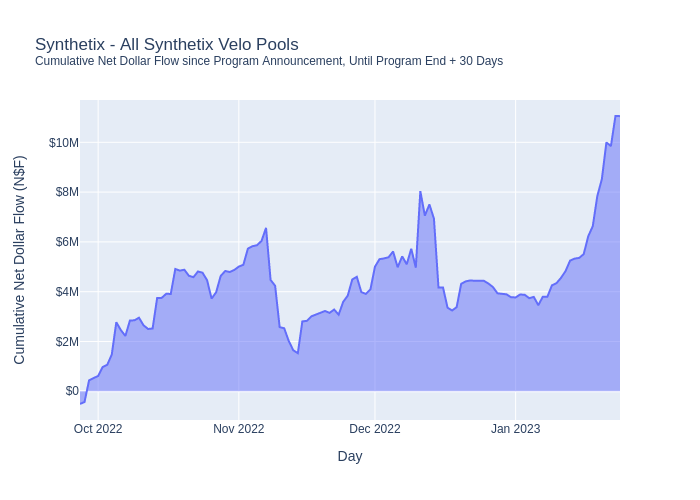 Synthetix - All Synthetix Velo Pools
Cumulative Net Dollar Flow since Program Announcement, Until Program End + 30 Days
Cumulative Net Dollar Flow (N$F)
$10M
$8M
$6M
$4M
$2M
$0
Oct 2022
Nov 2022
Dec 2022
Jan 2023
Day